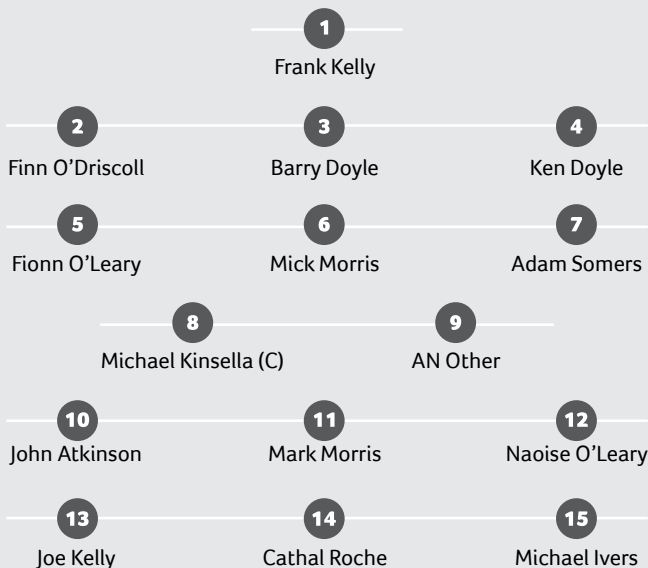 1
Frank Kelly
2 3 4
Finn O’Driscoll Barry Doyle Ken Doyle
5 6 7
Fionn O’Leary Mick Morris Adam Somers
8 9
Michael Kinsella (C) AN Other
10 11 12
John Atkinson Mark Morris Naoise O’Leary
13 14 15
Joe Kelly Cathal Roche Michael Ivers